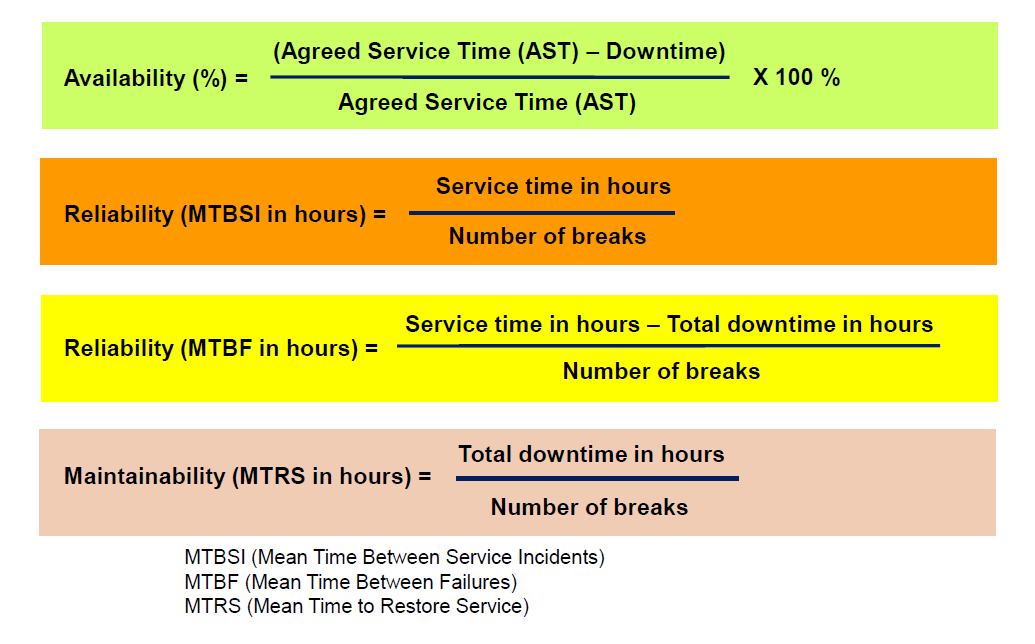 (Agreed Service Time (AST) – Downtime)
Availability (%) = X 100 %
Agreed Service Time (AST)
Service time in hours
Reliability (MTBSI in hours) =
Number of breaks
Service time in hours – Total downtime in hours
Reliability (MTBF in hours) =
Number of breaks
Total downtime in hours
Maintainability (MTRS in hours) =
Number of breaks
MTBSI (Mean Time Between Service Incidents)
MTBF (Mean Time Between Failures)
MTRS (Mean Time to Restore Service)